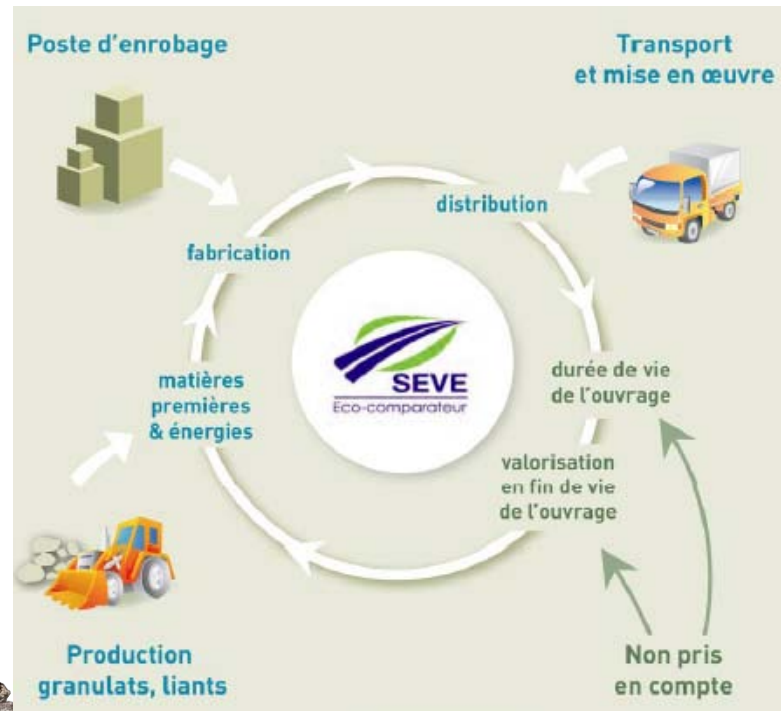 Poste d'enrobage
Transport
et mise en œuvre
distribution
fabrication
SEVE
Eco-comparateur
durée de vie
de l'ouvrage
matières
premières
& énergies
valorisation
en fin de vie
de l'ouvrage
Production
granulats, liants
Non pris
en compte